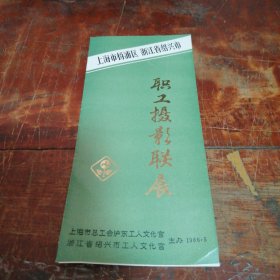 上海市杨浦区 浙江省绍兴市
职工摄影联展
上海市总工会沪东工人文化宫
浙江省绍兴市工人文化宫
主办 1986·5